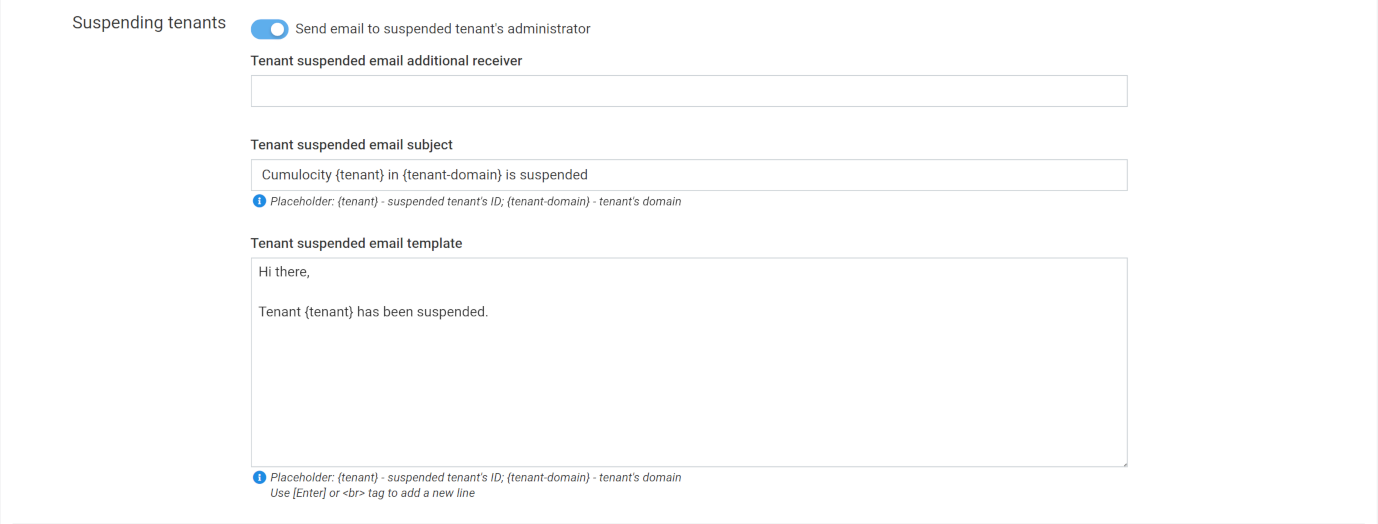 Suspending tenants
Send email to suspended tenant's administrator
Tenant suspended email additional receiver
Tenant suspended email subject
Cumulocity {tenant} in {tenant-domain} is suspended
Placeholder: {tenant} - suspended tenant's ID; {tenant-domain} - tenant's domain
Tenant suspended email template
Hi there,
Tenant {tenant} has been suspended.
Placeholder: {tenant} - suspended tenant's ID; {tenant-domain} - tenant's domain
Use [Enter] or <br> tag to add a new line